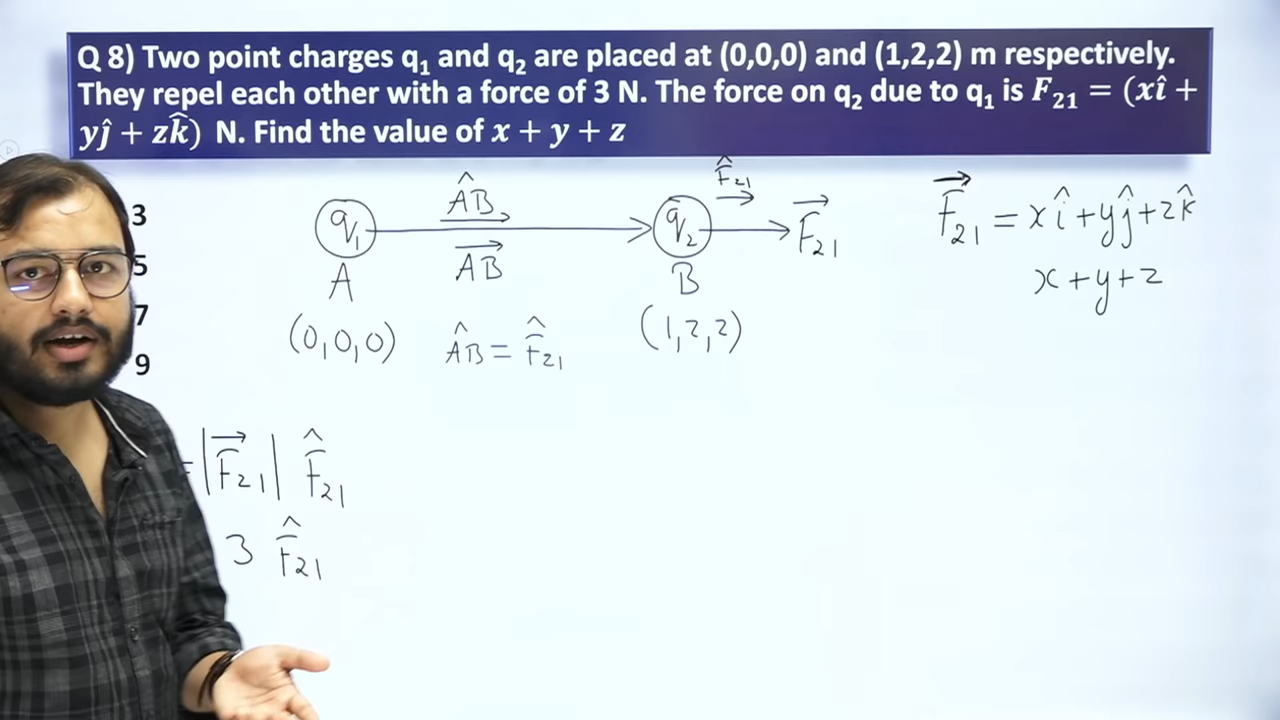 Q 8) Two point charges q₁ and q₂ are placed at (0,0,0) and (1,2,2) m respectively.
They repel each other with a force of 3 N. The force on q₂ due to q₁ is F₂₁ = (xî +
yĵ + zk̂) N. Find the value of x + y + z
3
5
7
9
q₁
A
(0,0,0)
ÂB
A⃗B
ÂB = F̂₂₁
q₂
B
(1,2,2)
F̂₂₁
F⃗₂₁
F⃗₂₁ = xî + yĵ + zk̂
x + y + z
= |F⃗₂₁| F̂₂₁
3 F̂₂₁